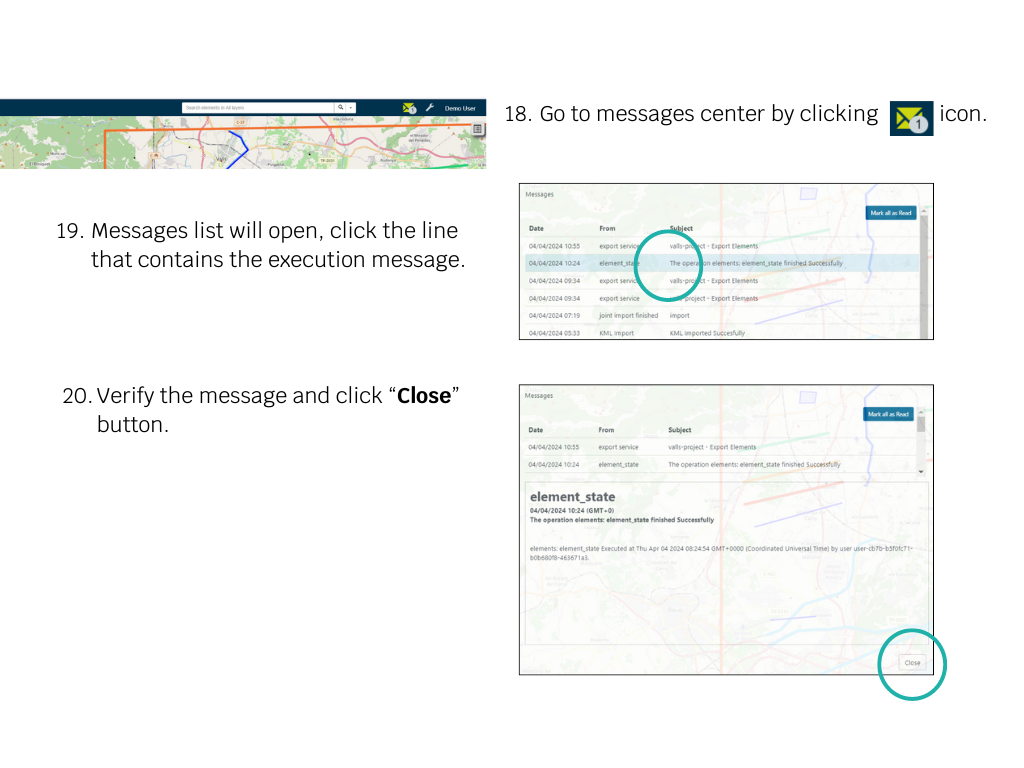 Search elements in All layers
1
Demo User
18. Go to messages center by clicking 1 icon.
19. Messages list will open, click the line
that contains the execution message.
Messages
Mark all as Read
Date From Subject
04/04/2024 10:55 export service valls-project - Export Elements
04/04/2024 10:24 element_state The operation elements: element_state finished Successfully
04/04/2024 09:34 export service valls-project - Export Elements
04/04/2024 09:34 export service valls-project - Export Elements
04/04/2024 07:19 joint import finished import
04/04/2024 05:33 KML Import KML Imported Succesfully
20. Verify the message and click “Close”
button.
Messages
Mark all as Read
Date From Subject
04/04/2024 10:55 export service valls-project - Export Elements
04/04/2024 10:24 element_state The operation elements: element_state finished Successfully
element_state
04/04/2024 10:24 (GMT+0)
The operation elements: element_state finished Successfully
elements: element_state Executed at Thu Apr 04 2024 08:24:54 GMT+0000 (Coordinated Universal Time) by user user-cb7b-b5f0fc71-
b0b680f8-463671a3.
Close